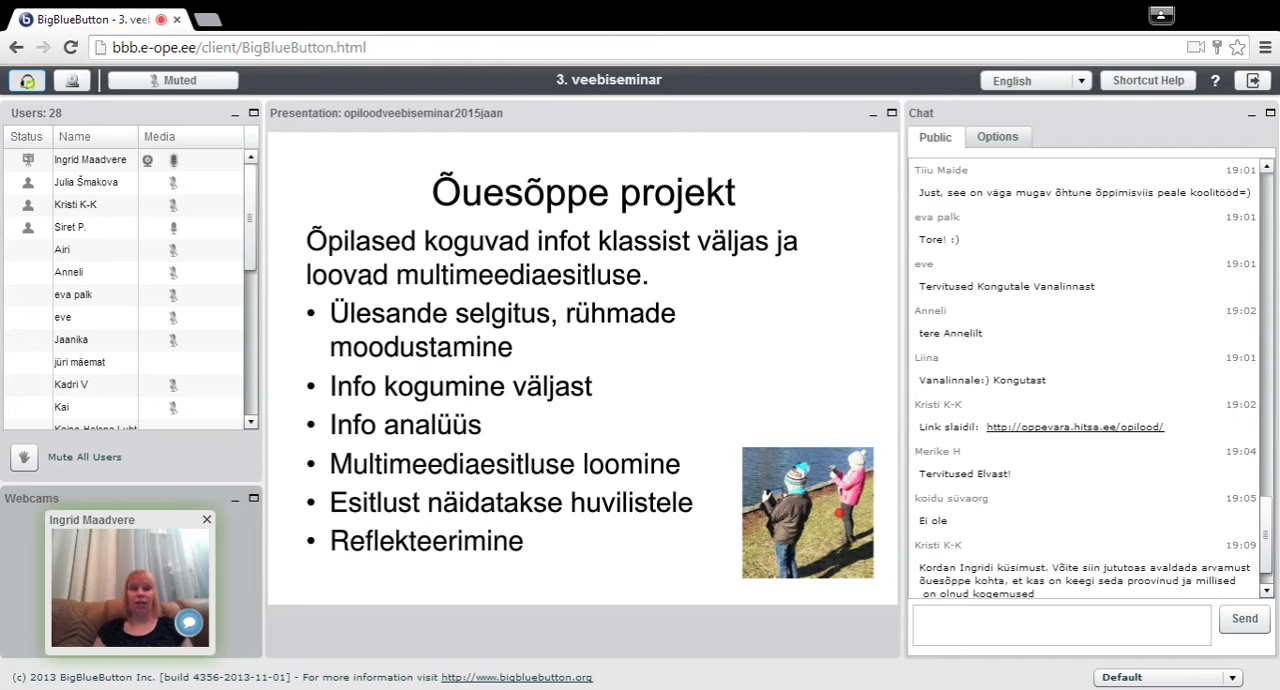 BigBlueButton - 3. veeb
bbb.e-ope.ee/client/BigBlueButton.html
Muted
3. veebiseminar
English
Shortcut Help
?
Users: 28
Status Name Media
Ingrid Maadvere
Julia Šmakova
Kristi K-K
Siret P.
Airi
Anneli
eva palk
eve
Jaanika
jüri mäemat
Kadri V
Kai
Mute All Users
Webcams
Ingrid Maadvere
Presentation: opiloodveebiseminar2015jaan
Õuesõppe projekt
Õpilased koguvad infot klassist väljas ja
loovad multimeediaesitluse.
• Ülesande selgitus, rühmade
moodustamine
• Info kogumine väljast
• Info analüüs
• Multimeediaesitluse loomine
• Esitlust näidatakse huvilistele
• Reflekteerimine
Chat
Public Options
Tiiu Maide 19:01
Just, see on väga mugav õhtune õppimisviis peale koolitööd=)
eva palk 19:01
Tore! :)
eve 19:01
Tervitused Kongutale Vanalinnast
Anneli 19:02
tere Annelilt
Liina 19:01
Vanalinnale:) Kongutast
Kristi K-K 19:02
Link slaidil: http://oppevara.hitsa.ee/opilood/
Merike H 19:04
Tervitused Elvast!
koidu süvaorg 19:05
Ei ole
Kristi K-K 19:09
Kordan Ingridi küsimust. Võite siin jututoas avaldada arvamust
õuesõppe kohta, et kas on keegi seda proovinud ja millised
on olnud kogemused
Send
(c) 2013 BigBlueButton Inc. [build 4356-2013-11-01] - For more information visit http://www.bigbluebutton.org
Default